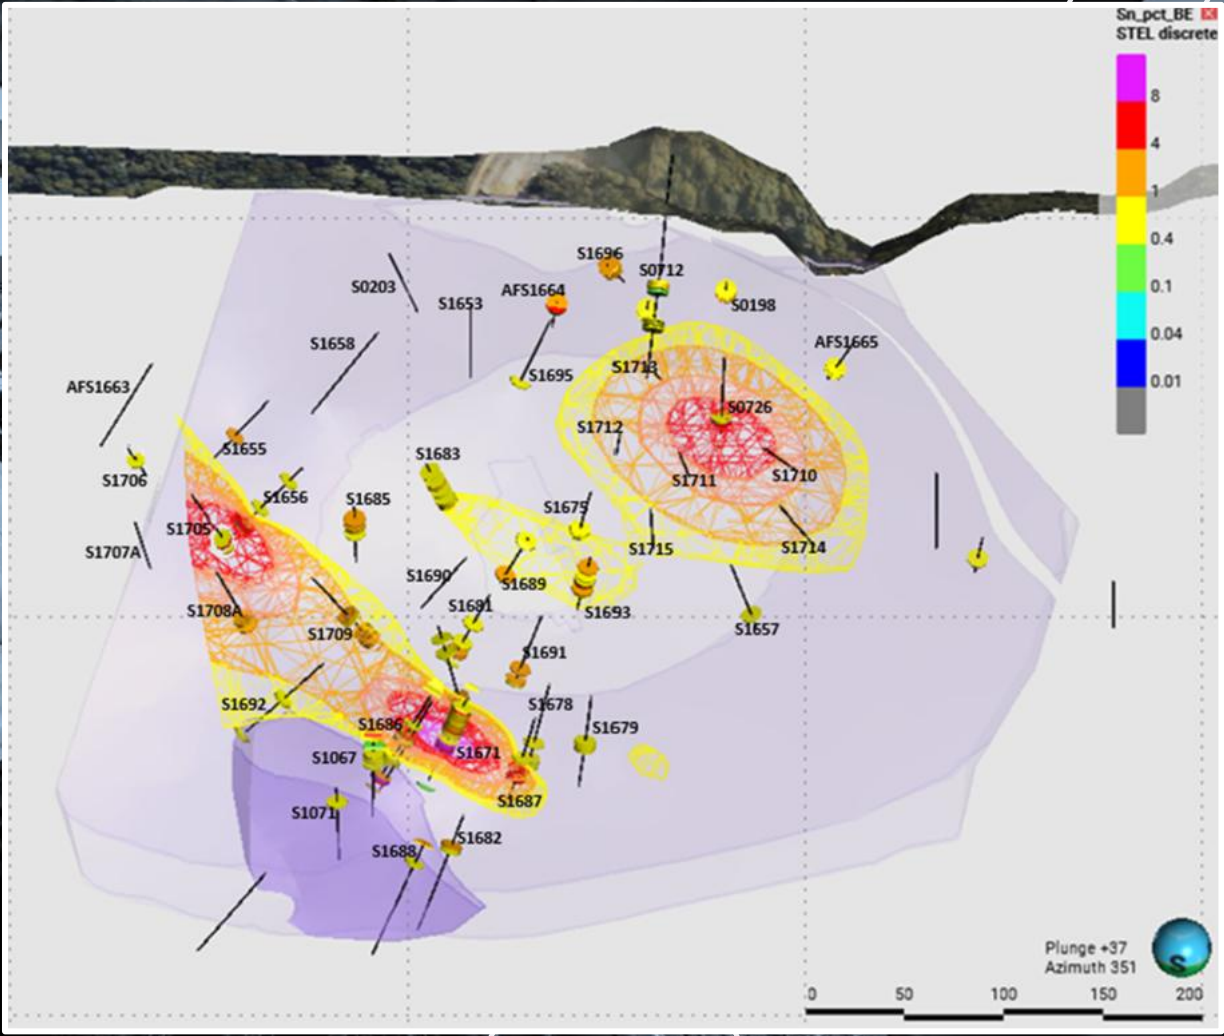 Sn_pct_BE
STEL discrete
8
4
1
0.4
0.1
0.04
0.01
S1696
S0712
S0203
S1653
AFS1664
S0198
S1658
AFS1665
S1713
S1695
AFS1663
S0726
S1712
S1655
S1683
S1706
S1711
S1710
S1656
S1685
S1675
S1705
S1707A
S1715
S1714
S1690
S1689
S1708A
S1681
S1693
S1709
S1657
S1691
S1692
S1678
S1686
S1679
S1067
S1671
S1687
S1071
S1688
S1682
Plunge +37
Azimuth 351
S
0 50 100 150 200